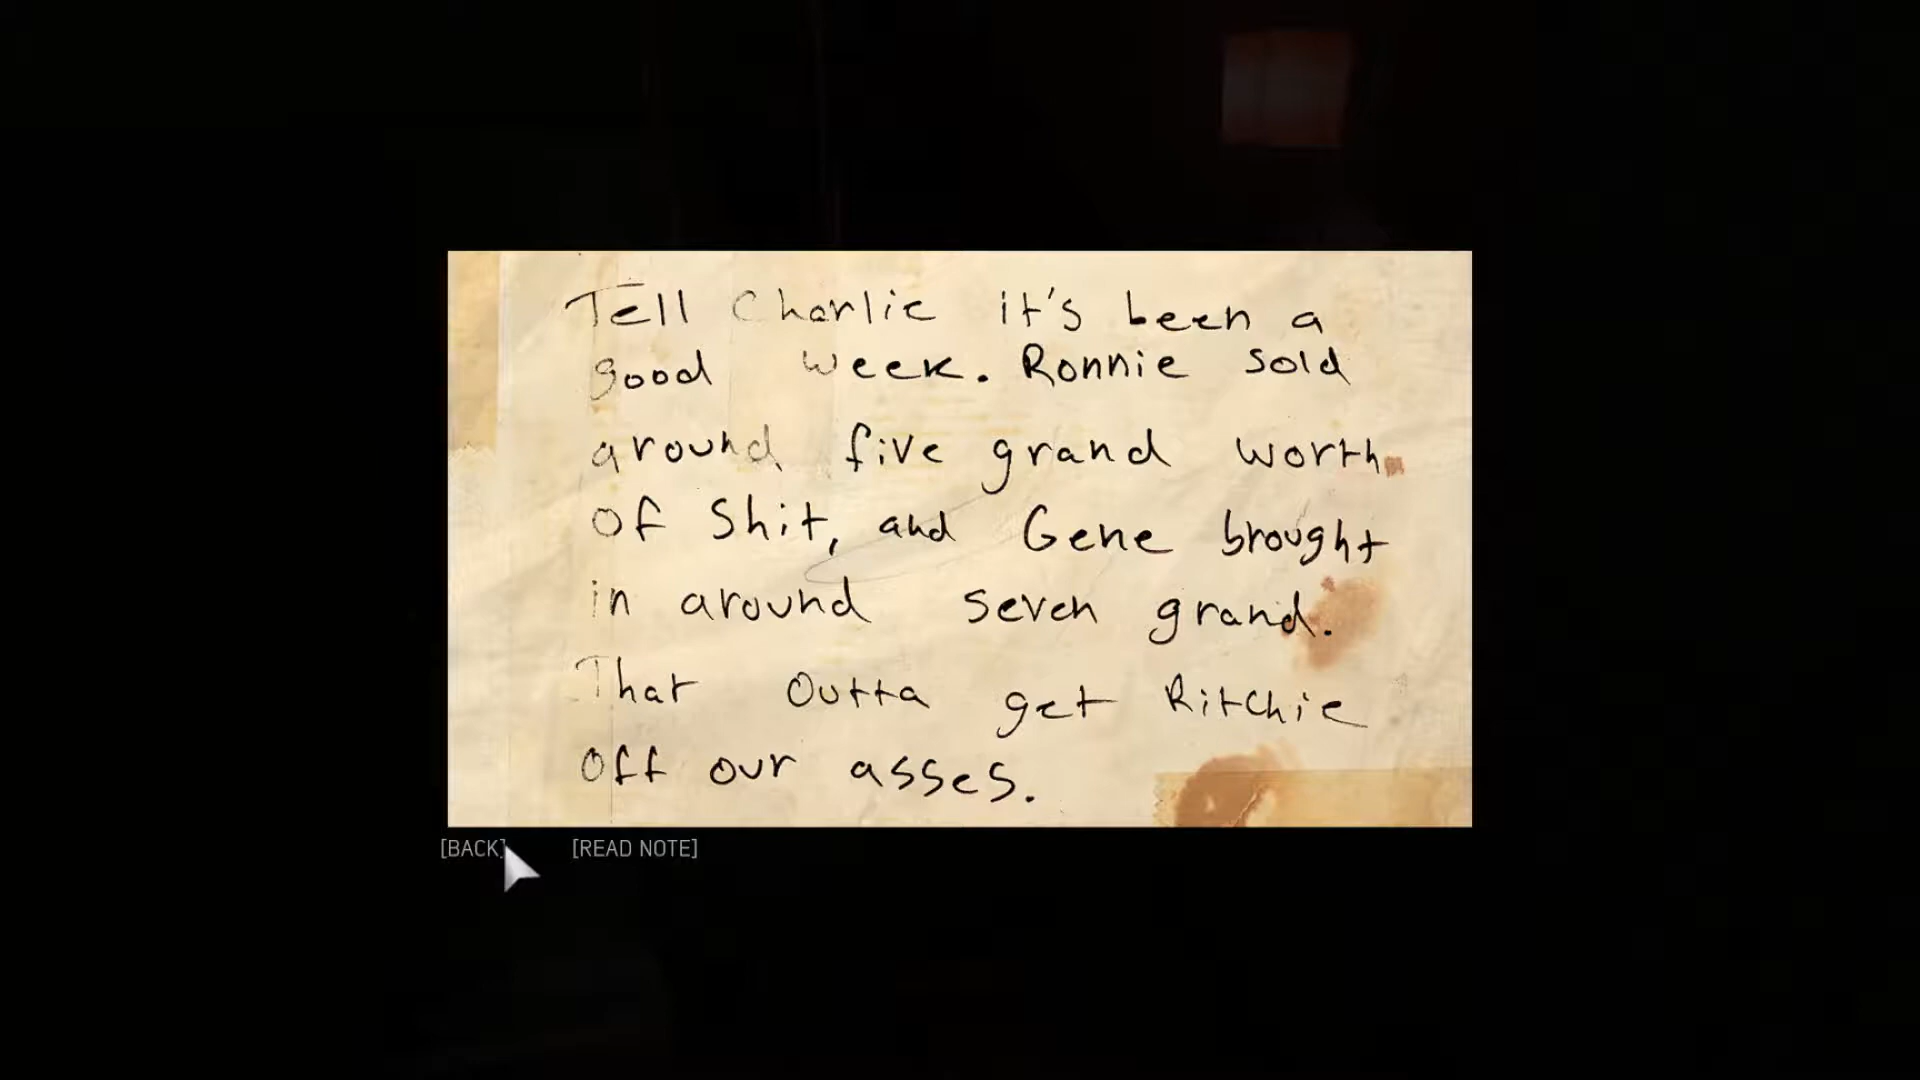 Tell Charlie it's been a
good week. Ronnie sold
around five grand worth
of Shit, and Gene brought
in around seven grand.
That Outta get Ritchie
Off our asses.
[BACK] [READ NOTE]